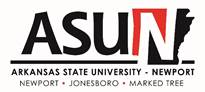 ASUN
ARKANSAS STATE UNIVERSITY - NEWPORT
NEWPORT • JONESBORO • MARKED TREE